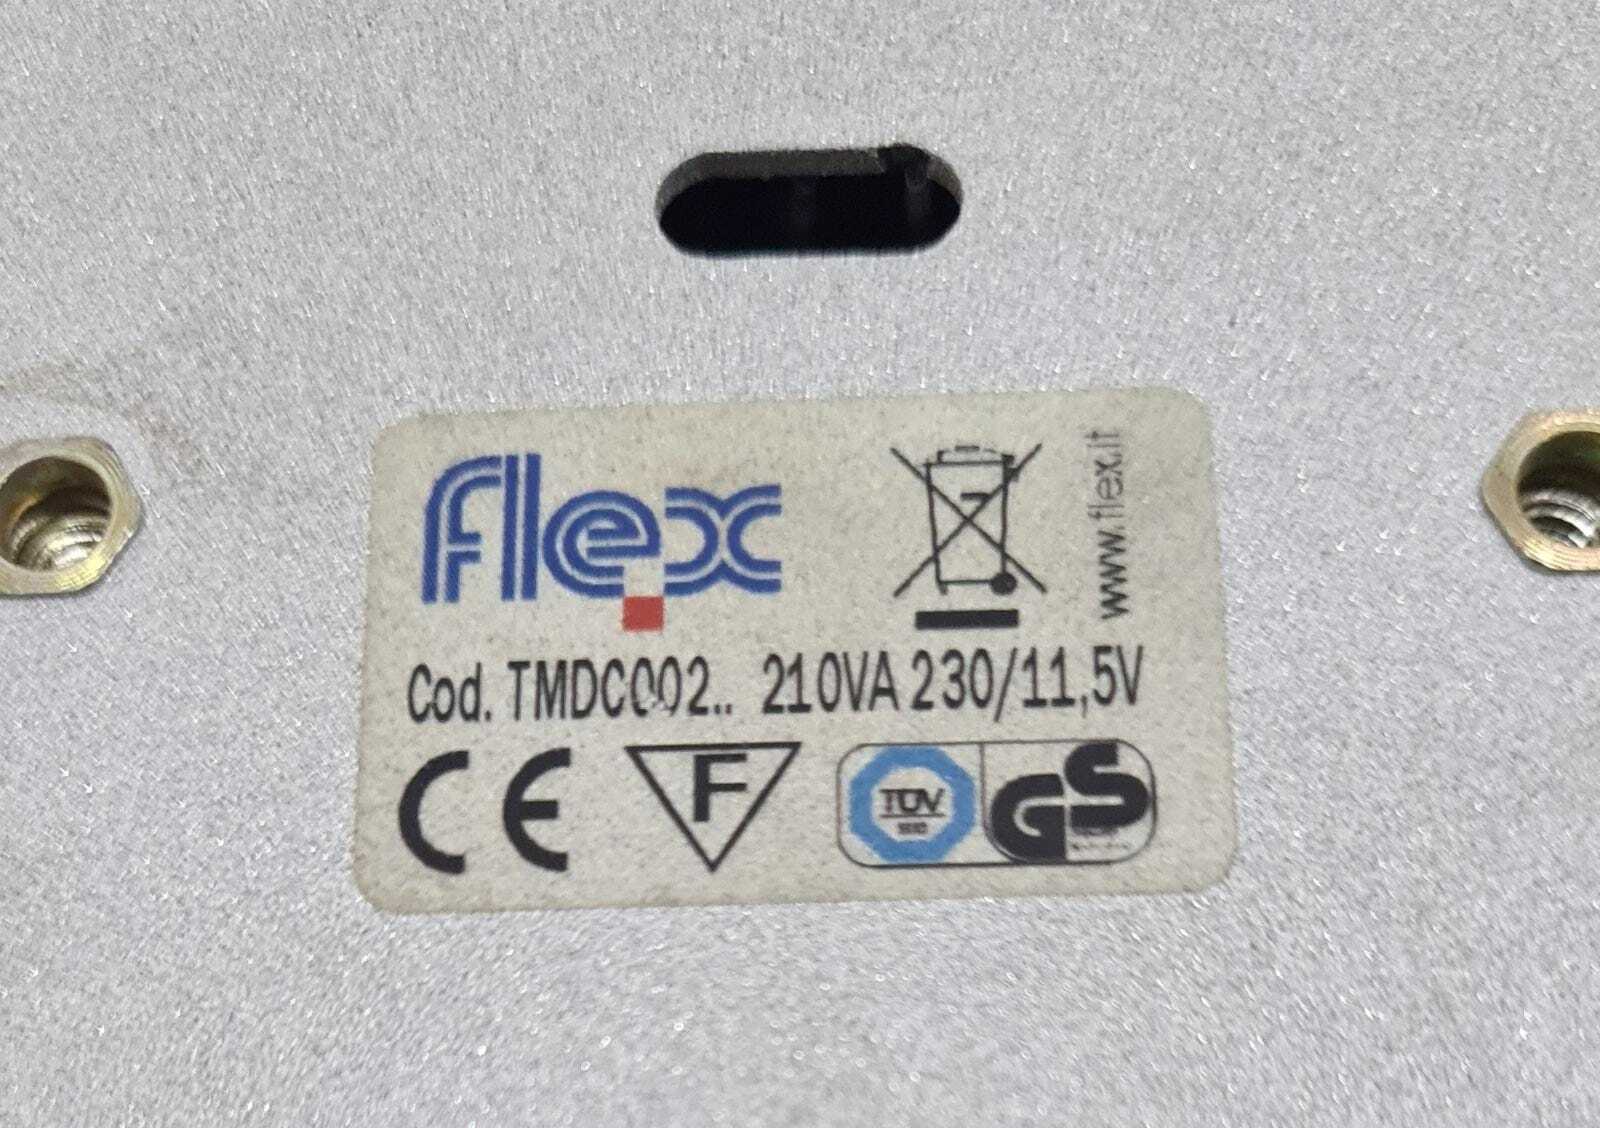 flex
www.flex.it
Cod. TMDC002.. 210VA 230/11,5V
CE F TÜV GS